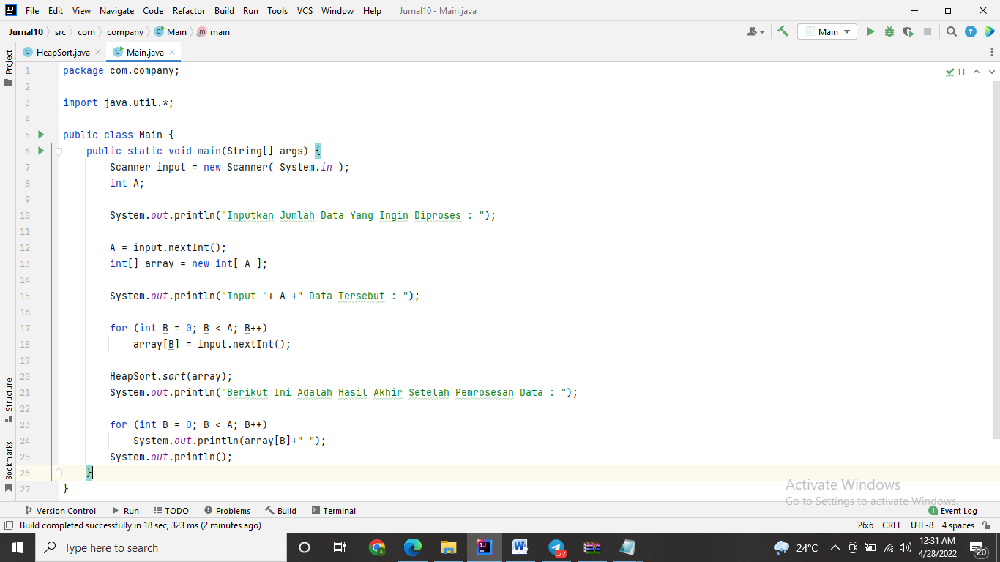 File Edit View Navigate Code Refactor Build Run Tools VCS Window Help Jurnal10 - Main.java
Jurnal10 src com company Main main Main
HeapSort.java Main.java
Project
Structure
Bookmarks
1 package com.company;
2
3 import java.util.*;
4
5 public class Main {
6 public static void main(String[] args) {
7 Scanner input = new Scanner( System.in );
8 int A;
9
10 System.out.println("Inputkan Jumlah Data Yang Ingin Diproses : ");
11
12 A = input.nextInt();
13 int[] array = new int[ A ];
14
15 System.out.println("Input "+ A +" Data Tersebut : ");
16
17 for (int B = 0; B < A; B++)
18 array[B] = input.nextInt();
19
20 HeapSort.sort(array);
21 System.out.println("Berikut Ini Adalah Hasil Akhir Setelah Pemrosesan Data : ");
22
23 for (int B = 0; B < A; B++)
24 System.out.println(array[B]+" ");
25 System.out.println();
26 }
27 }
11
Activate Windows
Go to Settings to activate Windows.
Version Control Run TODO Problems Build Terminal 1 Event Log
Build completed successfully in 18 sec, 323 ms (2 minutes ago) 26:6 CRLF UTF-8 4 spaces
Type here to search 77 24°C 12:31 AM
4/28/2022 20